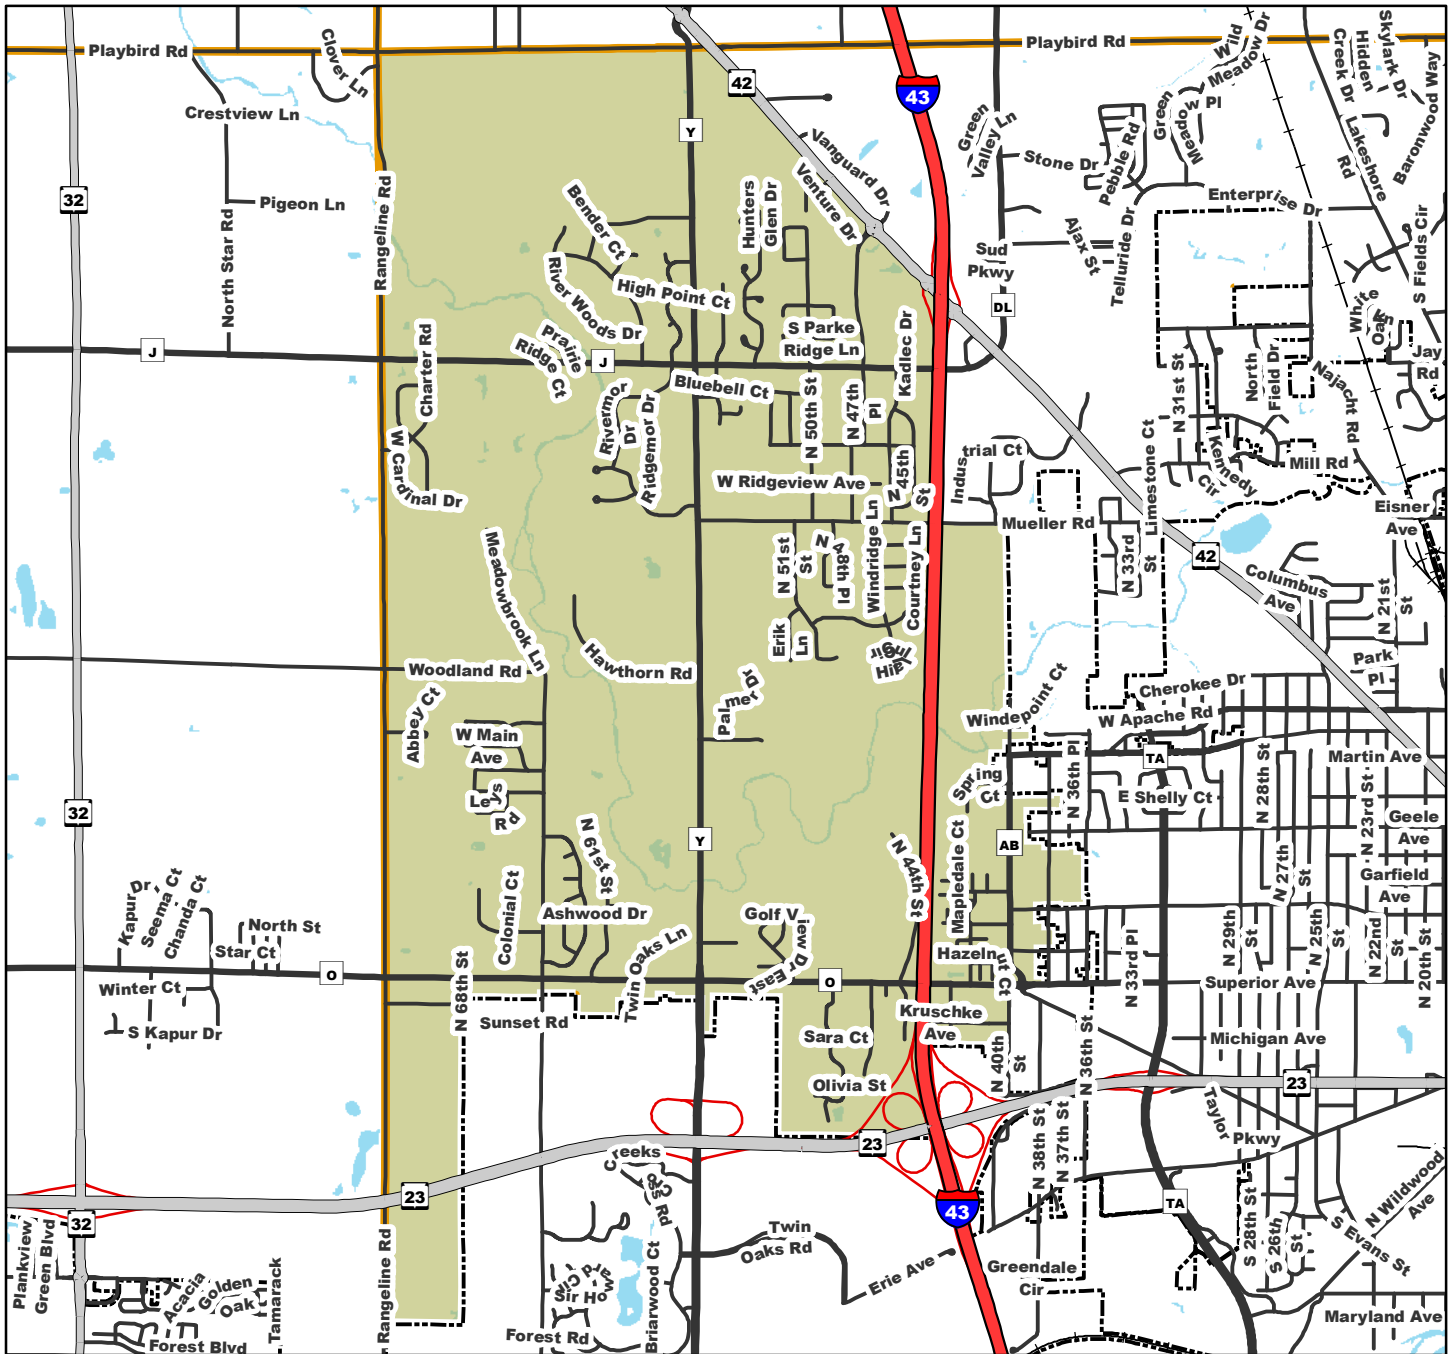 Playbird Rd
Clover Ln
Crestview Ln
Pigeon Ln
North Star Rd
Rangeline Rd
32
42
43
Y
Playbird Rd
Wild
Meadow Dr
Green
Meadow Pl
Skylark Dr
Hidden
Creek Dr
Baronwood Way
Lakeshore
Rd
Green
Valley Ln
Stone Dr
Pebble Rd
Vanguard Dr
Venture Dr
Hunters
Glen Dr
Bender Ct
Enterprise Dr
Telluride Dr
Ajax St
Sud
Pkwy
S Fields Cir
River Woods Dr
High Point Ct
DL
White
Oak Ln
Jay
Rd
J
Charter Rd
Prairie
Ridge Ct
J
S Parke
Ridge Ln
Kadlec Dr
N 31st St
North
Field Dr
Najacht Rd
Bluebell Ct
Rivermor
Dr
Ridgemor Dr
N 50th St
N 47th
Pl
W Cardinal Dr
W Ridgeview Ave
N 45th
St
Industrial Ct
Limestone Ct
Kennedy
Cir
Mill Rd
Eisner
Ave
Mueller Rd
42
Meadowbrook Ln
N 51st
St
N 48th Pl
Windridge Ln
Courtney Ln
N 33rd
St
Columbus
Ave
N 21st
St
Erik
Ln
Park
Pl
Woodland Rd
Hawthorn Rd
Palmer Dr
Abbey Ct
W Main
Ave
Windepoint Ct
Cherokee Dr
W Apache Rd
TA
Martin Ave
Leys
Rd
Spring
Ct
N 36th Pl
E Shelly Ct
N 28th St
N 23rd St
Geele
Ave
32
Y
AB
N 61st St
N 44th St
Mapledale Ct
N 27th
St
Garfield
Ave
Kapur Dr
Seema Ct
Chanda Ct
North St
Star Ct
Colonial Ct
Ashwood Dr
Golf View Dr East
Hazelnut Ct
N 33rd Pl
N 29th
St
N 25th
St
N 22nd
St
N 20th St
O
Winter Ct
S Kapur Dr
N 68th St
Twin Oaks Ln
O
Superior Ave
Sunset Rd
Kruschke
Ave
Sara Ct
Olivia St
N 40th
St
N 36th St
Michigan Ave
23
Taylor
Pkwy
23
Creeks
Cross Rd
N 38th St
N 37th St
23
32
43
TA
Plankview
Green Blvd
Twin
Oaks Rd
Erie Ave
Greendale
Cir
S 28th St
S 26th
St
S Evans St
N Wildwood
Ave
Acacia
Golden
Oak
Tamarack
Forest Blvd
Rangeline Rd
Sir Howard Cir
Forest Rd
Briarwood Ct
Maryland Ave